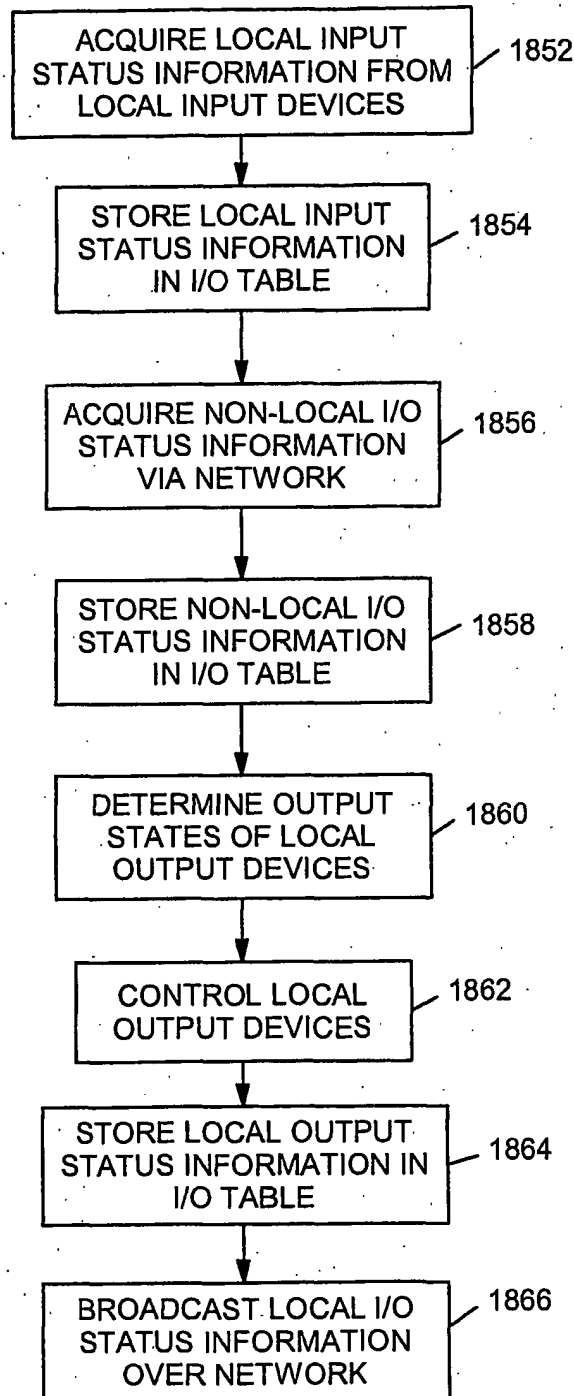 ACQUIRE LOCAL INPUT
STATUS INFORMATION FROM
LOCAL INPUT DEVICES
1852
STORE LOCAL INPUT
STATUS INFORMATION
IN I/O TABLE
1854
ACQUIRE NON-LOCAL I/O
STATUS INFORMATION
VIA NETWORK
1856
STORE NON-LOCAL I/O
STATUS INFORMATION
IN I/O TABLE
1858
DETERMINE OUTPUT
STATES OF LOCAL
OUTPUT DEVICES
1860
CONTROL LOCAL
OUTPUT DEVICES
1862
STORE LOCAL OUTPUT
STATUS INFORMATION IN
I/O TABLE
1864
BROADCAST LOCAL I/O
STATUS INFORMATION
OVER NETWORK
1866